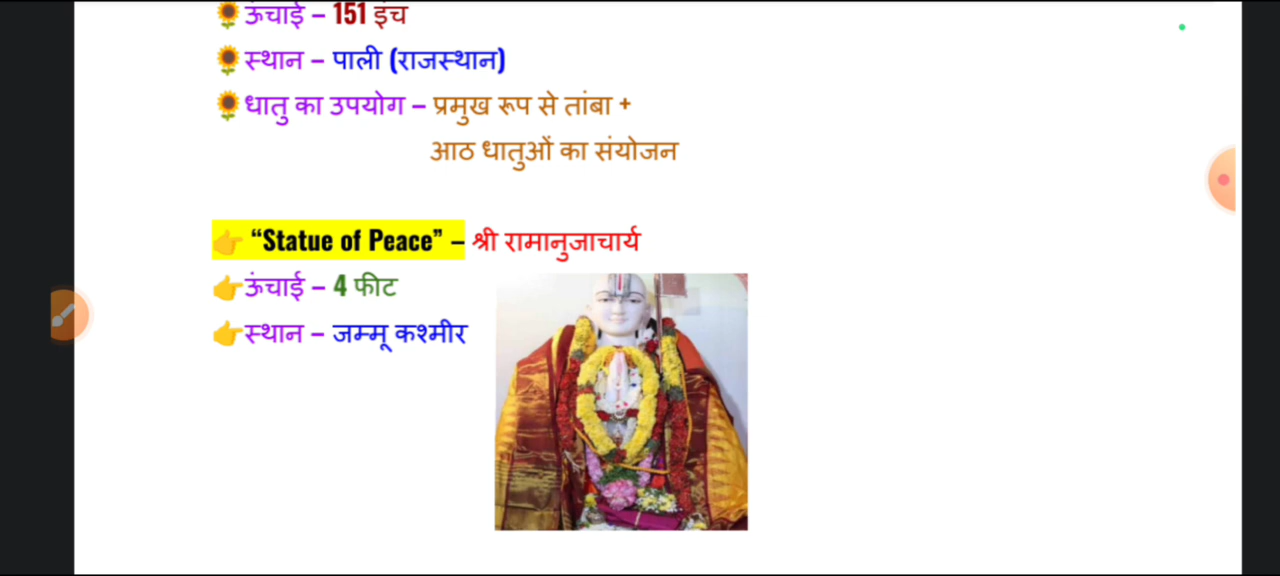 🌻ऊंचाई – 151 इंच
🌻स्थान – पाली (राजस्थान)
🌻धातु का उपयोग – प्रमुख रूप से तांबा +
आठ धातुओं का संयोजन
👉 “Statue of Peace” – श्री रामानुजाचार्य
👉ऊंचाई – 4 फीट
👉स्थान – जम्मू कश्मीर